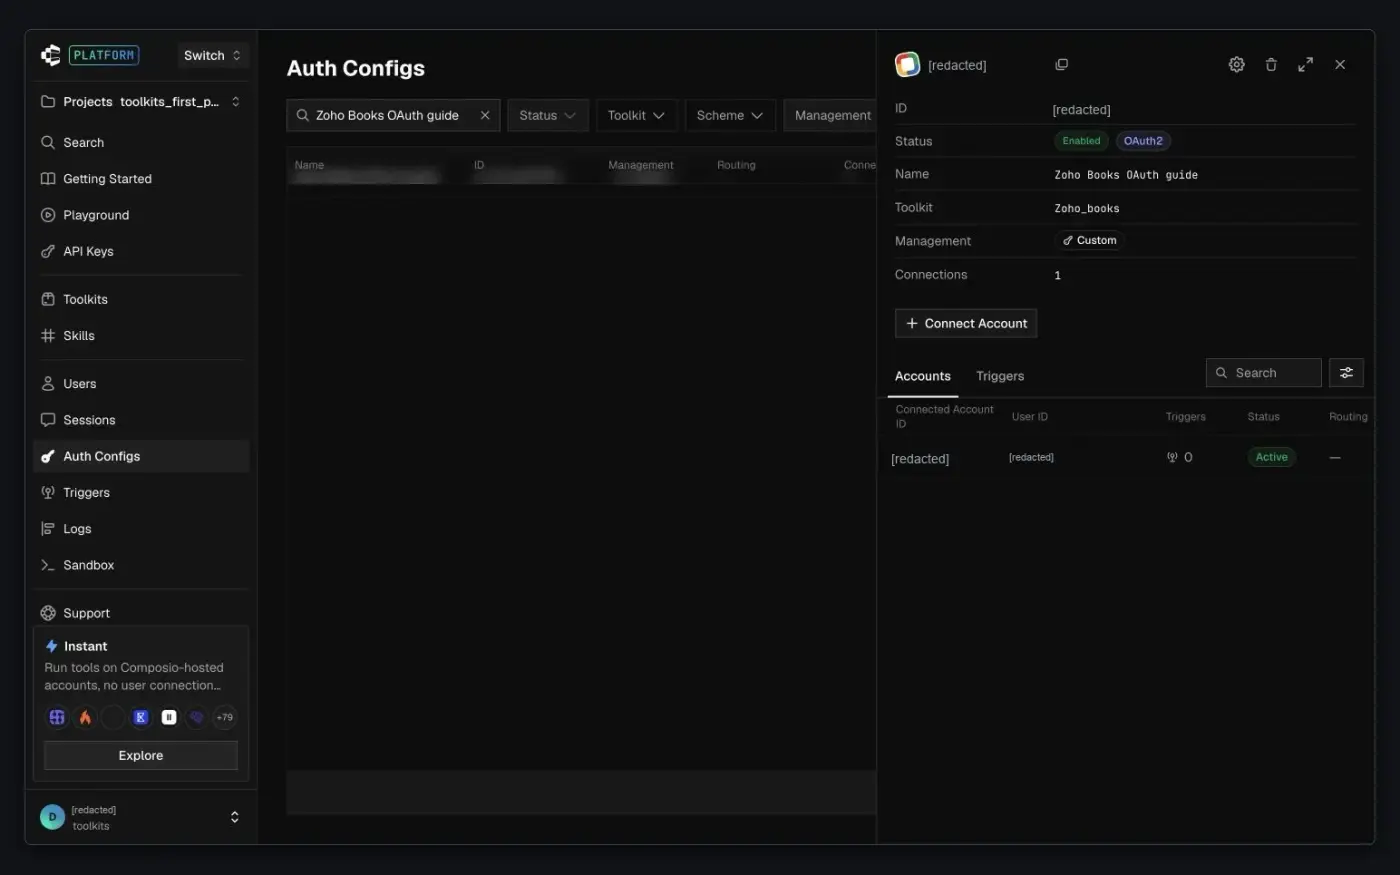 PLATFORM
Switch
Projects toolkits_first_p...
Search
Getting Started
Playground
API Keys
Toolkits
Skills
Users
Sessions
Auth Configs
Triggers
Logs
Sandbox
Support
Instant
Run tools on Composio-hosted
accounts, no user connection...
+79
Explore
D
[redacted]
toolkits
Auth Configs
Zoho Books OAuth guide
Status
Toolkit
Scheme
Management
Name ID Management Routing Conne
[redacted]
ID [redacted]
Status Enabled OAuth2
Name Zoho Books OAuth guide
Toolkit Zoho_books
Management Custom
Connections 1
+ Connect Account
Accounts Triggers Search
Connected Account
ID
User ID Triggers Status Routing
[redacted] [redacted] 0 Active —